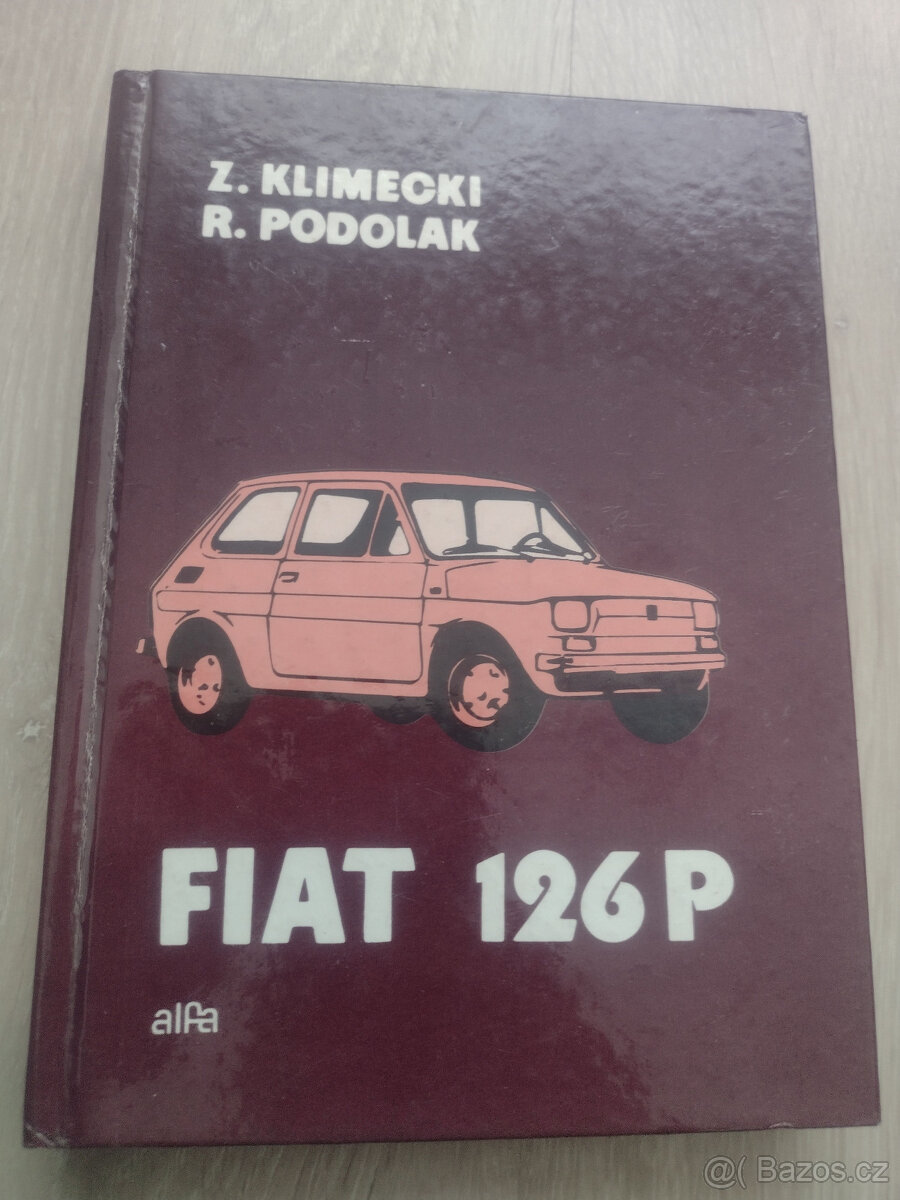 Z. KLIMECKI
R. PODOLAK
FIAT 126P
alfa
@( Bazos.cz